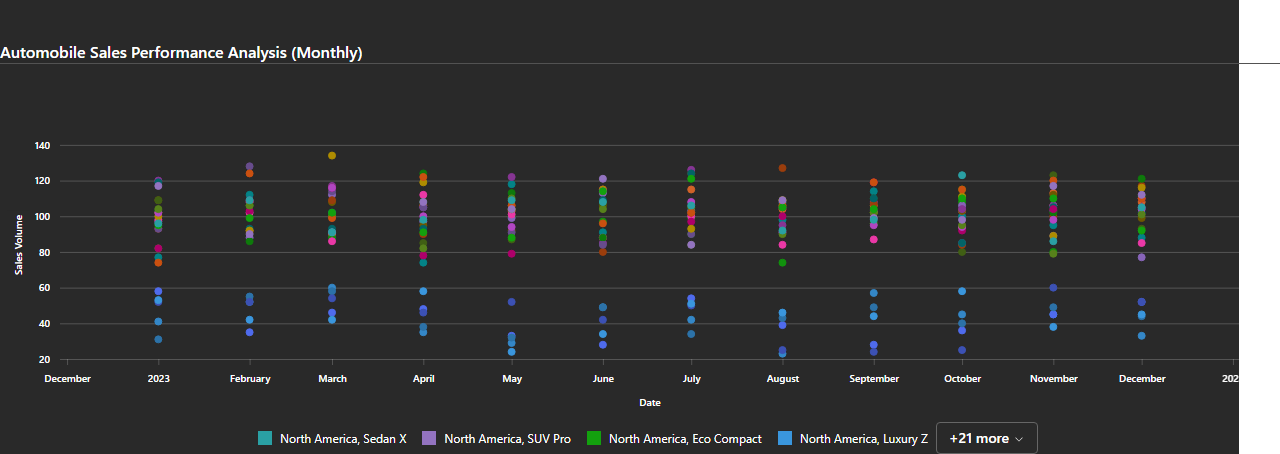 Automobile Sales Performance Analysis (Monthly)
Sales Volume
140
120
100
80
60
40
20
December 2023 February March April May June July August September October November December 202
Date
North America, Sedan X North America, SUV Pro North America, Eco Compact North America, Luxury Z +21 more